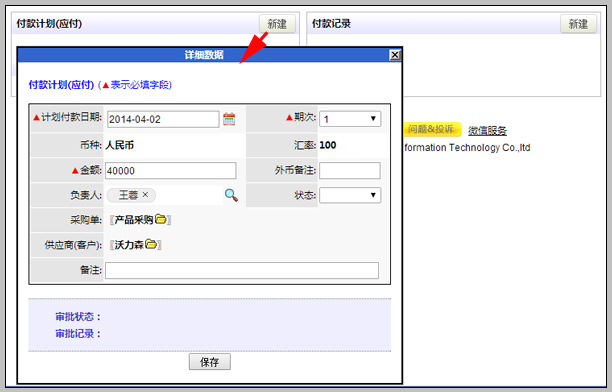 付款计划(应付) 新建 付款记录 新建
详细数据
付款计划(应付) (▲表示必填字段)
▲计划付款日期: 2014-04-02 ▲期次: 1
币种: 人民币 汇率: 100
▲金额: 40000 外币备注:
负责人: 王蓉 × 状态:
采购单: 〖产品采购〗
供应商(客户): 〖沃力森〗
备注:
审批状态：
审批记录：
保存
问题&投诉 微信服务
formation Technology Co.,ltd